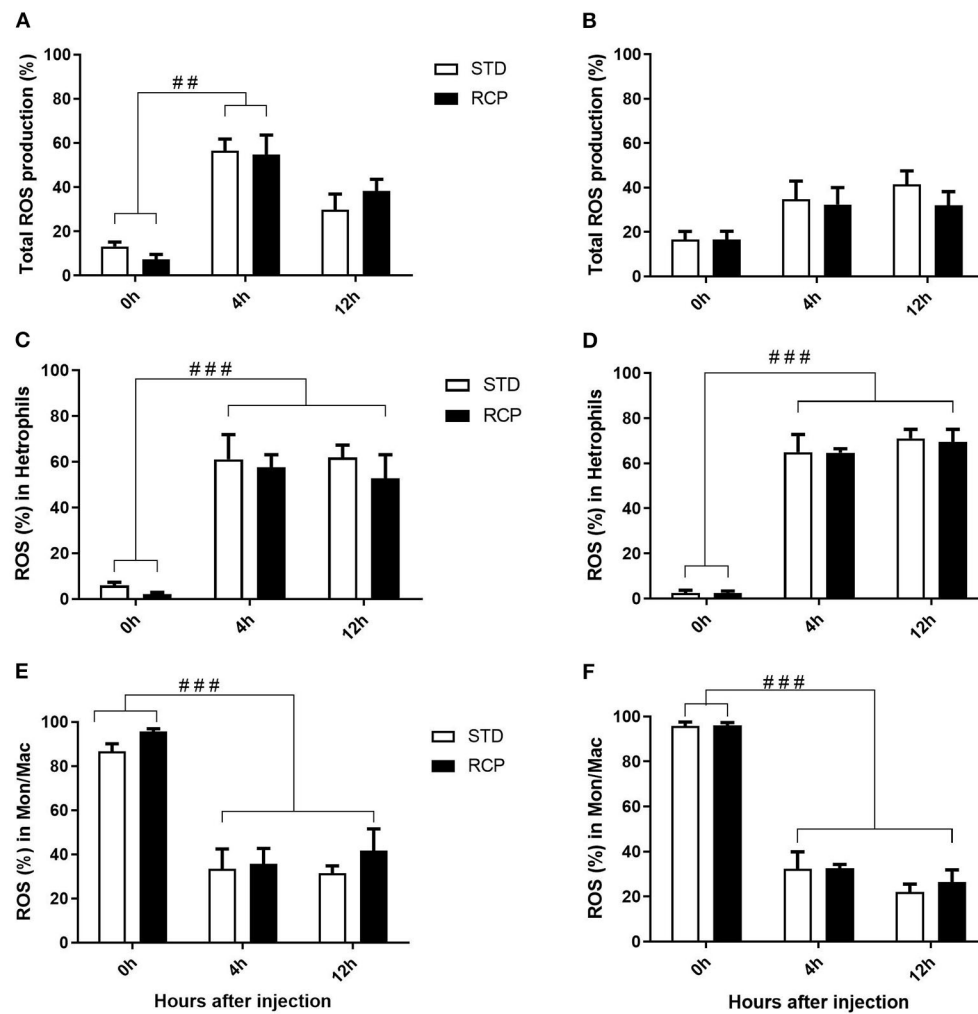 A
Total ROS production (%)
100
80
60
40
20
0
##
0h
4h
12h
STD
RCP
B
Total ROS production (%)
100
80
60
40
20
0
0h
4h
12h
C
ROS (%) in Hetrophils
100
80
60
40
20
0
###
0h
4h
12h
STD
RCP
D
ROS (%) in Hetrophils
100
80
60
40
20
0
###
0h
4h
12h
E
ROS (%) in Mon/Mac
100
80
60
40
20
0
###
0h
4h
12h
Hours after injection
STD
RCP
F
ROS (%) in Mon/Mac
100
80
60
40
20
0
###
0h
4h
12h
Hours after injection